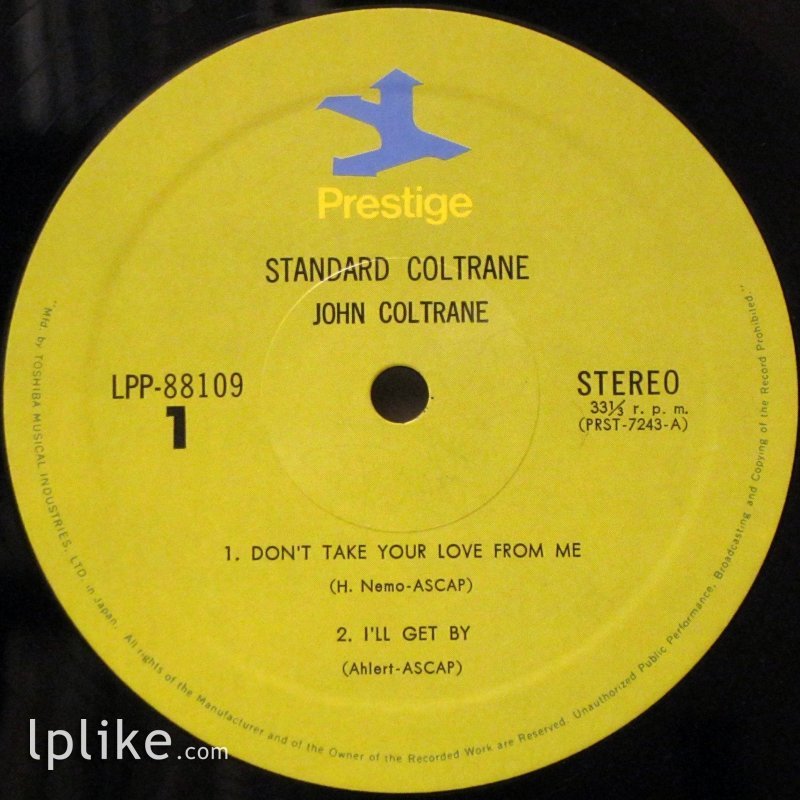 Prestige
STANDARD COLTRANE
JOHN COLTRANE
LPP-88109
1
STEREO
33⅓ r. p. m.
(PRST-7243-A)
1. DON'T TAKE YOUR LOVE FROM ME
(H. Nemo-ASCAP)
2. I'LL GET BY
(Ahlert-ASCAP)
"Mfd. by TOSHIBA MUSICAL INDUSTRIES, LTD. in Japan. All rights of the Manufacturer and of the Owner of the Recorded Work are Reserved. Unauthorized Public Performance, Broadcasting and Copying of the Record Prohibited."
lplike.com